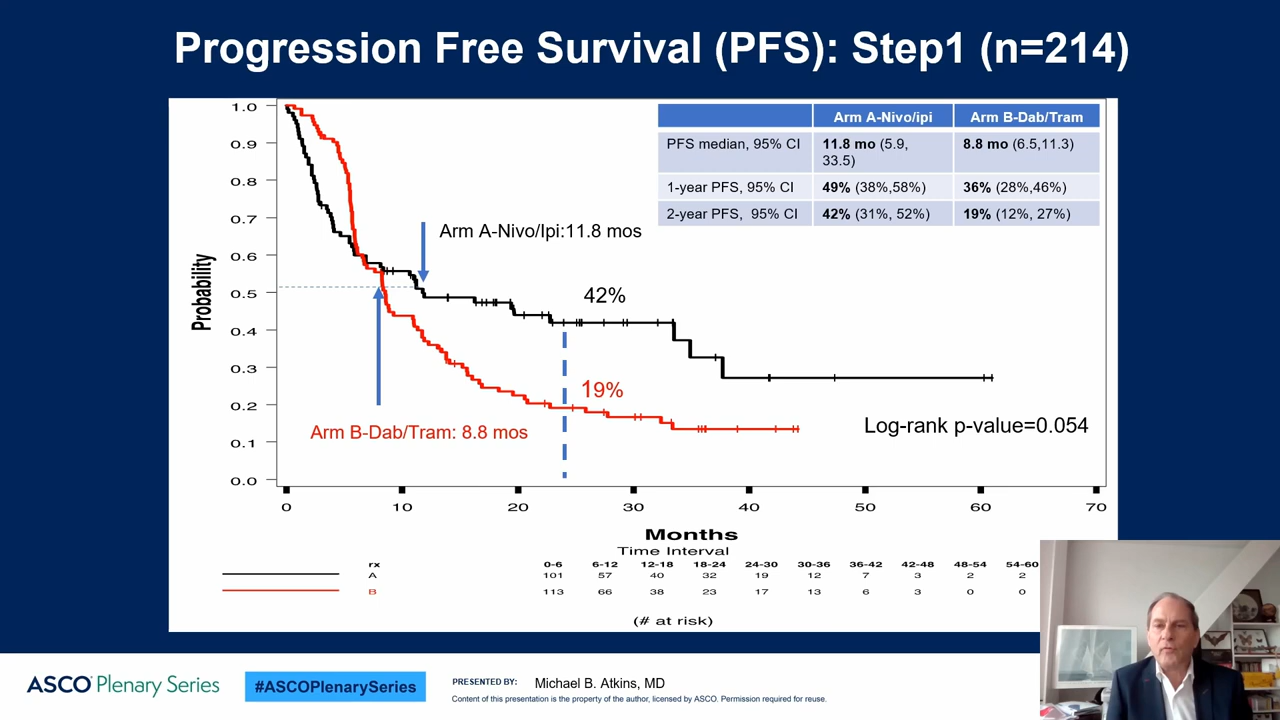 Progression Free Survival (PFS): Step1 (n=214)
Arm A-Nivo/ipi Arm B-Dab/Tram
PFS median, 95% CI 11.8 mo (5.9, 33.5) 8.8 mo (6.5,11.3)
1-year PFS, 95% CI 49% (38%,58%) 36% (28%,46%)
2-year PFS, 95% CI 42% (31%, 52%) 19% (12%, 27%)
Probability
1.0
0.9
0.8
0.7
0.6
0.5
0.4
0.3
0.2
0.1
0.0
Arm A-Nivo/Ipi:11.8 mos
42%
19%
Arm B-Dab/Tram: 8.8 mos
Log-rank p-value=0.054
0 10 20 30 40 50 60 70
Months
Time Interval
rx 0-6 6-12 12-18 18-24 24-30 30-36 36-42 42-48 48-54 54-60
A 101 57 40 32 19 12 7 3 2 2
B 113 66 38 23 17 13 6 3 0 0
(# at risk)
ASCO Plenary Series
#ASCOPlenarySeries
PRESENTED BY: Michael B. Atkins, MD
Content of this presentation is the property of the author, licensed by ASCO. Permission required for reuse.